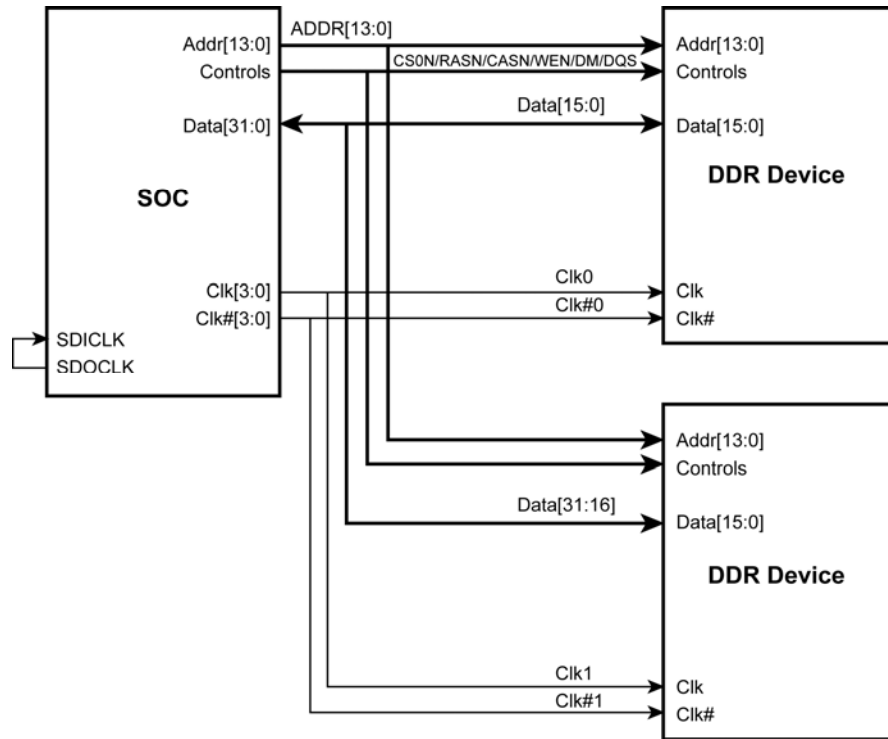 ADDR[13:0]
Addr[13:0]
Controls
Data[31:0]
SOC
Clk[3:0]
Clk#[3:0]
SDICLK
SDOCLK
CS0N/RASN/CASN/WEN/DM/DQS
Data[15:0]
Clk0
Clk#0
Addr[13:0]
Controls
Data[15:0]
DDR Device
Clk
Clk#
Data[31:16]
Clk1
Clk#1
Addr[13:0]
Controls
Data[15:0]
DDR Device
Clk
Clk#